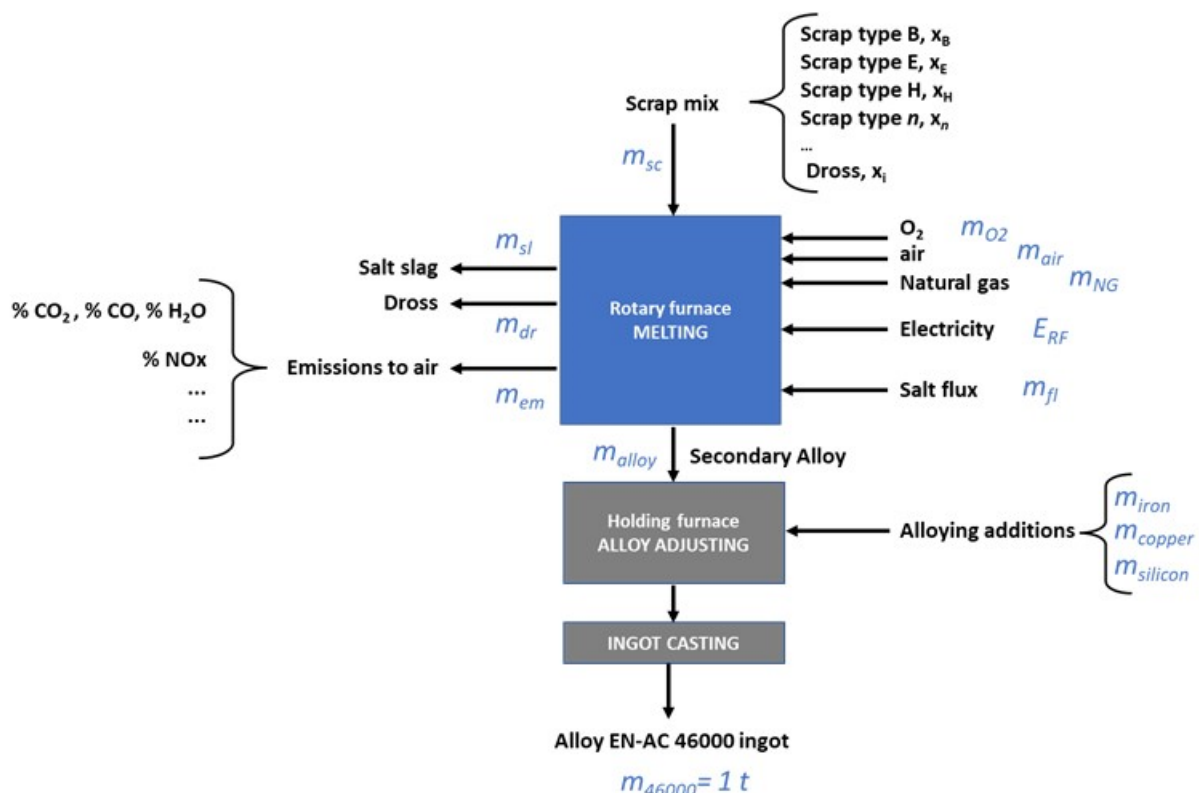 Scrap type B, x_B
Scrap type E, x_E
Scrap type H, x_H
Scrap type n, x_n
...
Dross, x_i
Scrap mix
m_sc
O_2
m_O2
air
m_air
Natural gas
m_NG
Electricity
E_RF
Salt flux
m_fl
Rotary furnace
MELTING
m_sl
Salt slag
Dross
m_dr
Emissions to air
m_em
% CO_2, % CO, % H_2O
% NOx
...
...
m_alloy
Secondary Alloy
Holding furnace
ALLOY ADJUSTING
Alloying additions
m_iron
m_copper
m_silicon
INGOT CASTING
Alloy EN-AC 46000 ingot
m_46000= 1 t